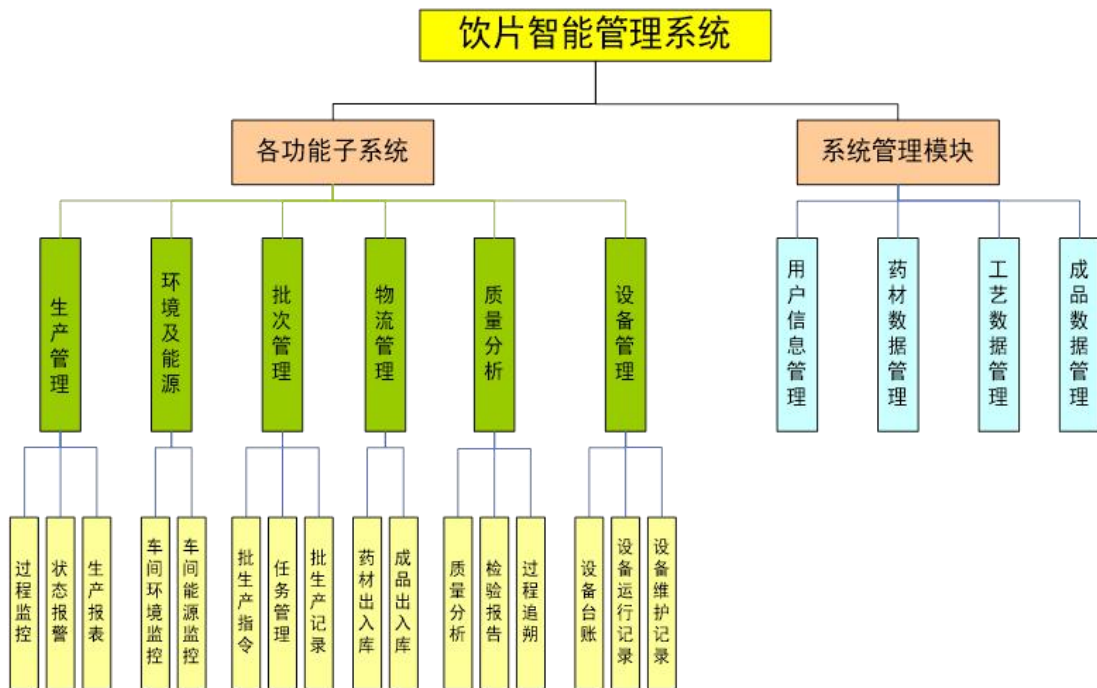 饮片智能管理系统
各功能子系统
系统管理模块
生产管理
环境及能源
批次管理
物流管理
质量分析
设备管理
用户信息管理
药材数据管理
工艺数据管理
成品数据管理
过程监控
状态报警
生产报表
车间环境监控
车间能源监控
批生产指令
任务管理
批生产记录
药材出入库
成品出入库
质量分析
检验报告
过程追朔
设备台账
设备运行记录
设备维护记录